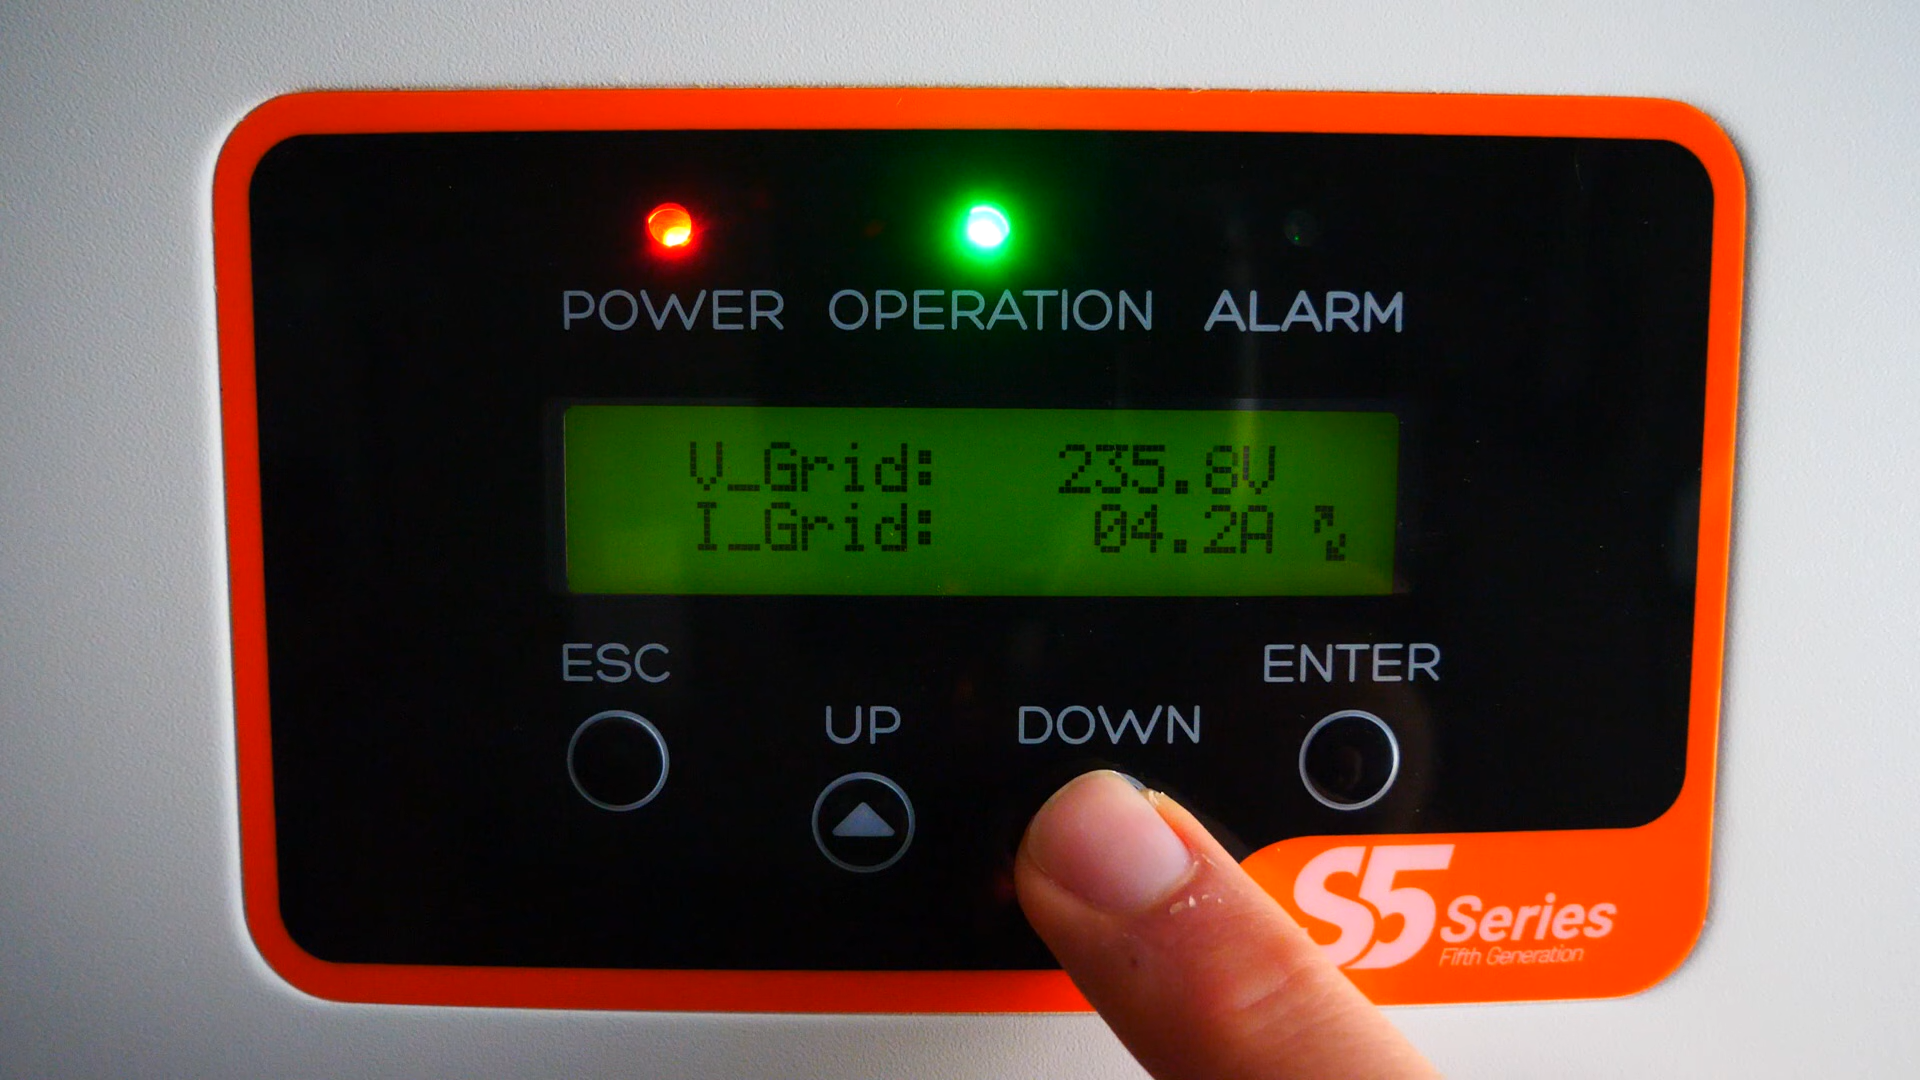 POWER OPERATION ALARM
V_Grid: 235.8V
I_Grid: 04.2A
ESC
ENTER
UP
DOWN
S5 Series
Fifth Generation